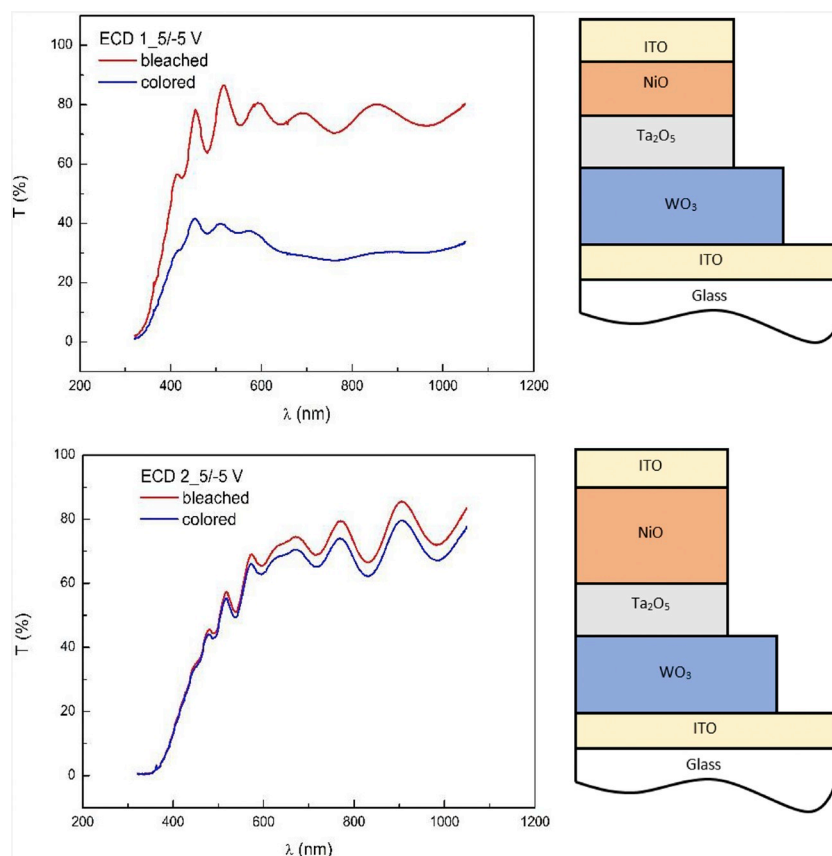 ECD 1_5/-5 V
bleached
colored
100
80
60
40
20
0
T (%)
200 400 600 800 1000 1200
λ (nm)
ITO
NiO
Ta₂O₅
WO₃
ITO
Glass
ECD 2_5/-5 V
bleached
colored
100
80
60
40
20
0
T (%)
200 400 600 800 1000 1200
λ (nm)
ITO
NiO
Ta₂O₅
WO₃
ITO
Glass